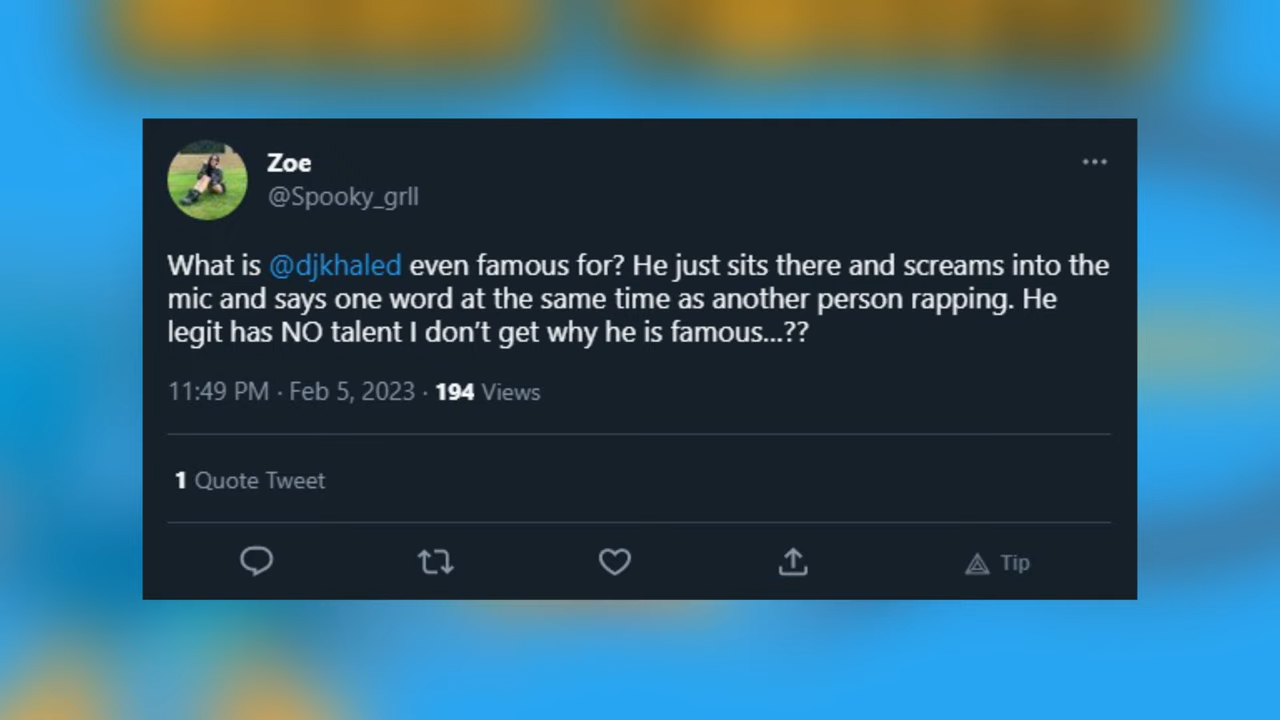 Zoe
@Spooky_grll
What is @djkhaled even famous for? He just sits there and screams into the
mic and says one word at the same time as another person rapping. He
legit has NO talent I don't get why he is famous...??
11:49 PM · Feb 5, 2023 · 194 Views
1 Quote Tweet
Tip